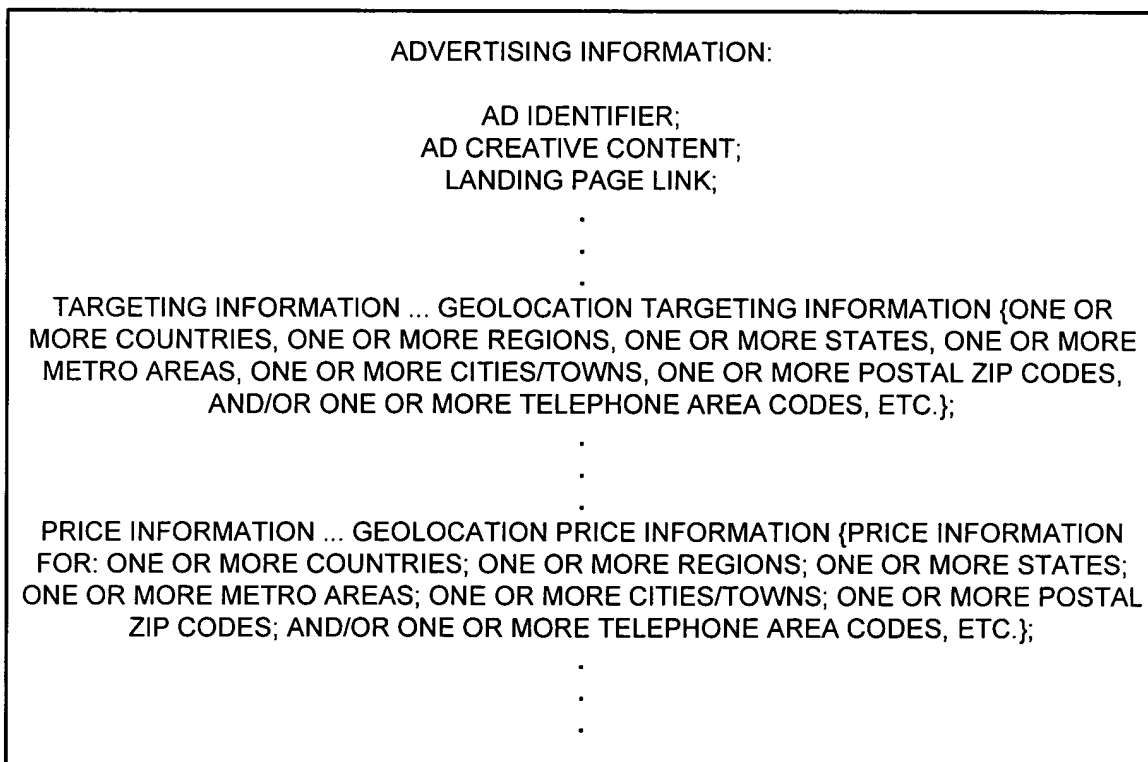 ADVERTISING INFORMATION:
AD IDENTIFIER;
AD CREATIVE CONTENT;
LANDING PAGE LINK;
.
.
.
TARGETING INFORMATION ... GEOLOCATION TARGETING INFORMATION {ONE OR
MORE COUNTRIES, ONE OR MORE REGIONS, ONE OR MORE STATES, ONE OR MORE
METRO AREAS, ONE OR MORE CITIES/TOWNS, ONE OR MORE POSTAL ZIP CODES,
AND/OR ONE OR MORE TELEPHONE AREA CODES, ETC.};
.
.
.
PRICE INFORMATION ... GEOLOCATION PRICE INFORMATION {PRICE INFORMATION
FOR: ONE OR MORE COUNTRIES; ONE OR MORE REGIONS; ONE OR MORE STATES;
ONE OR MORE METRO AREAS; ONE OR MORE CITIES/TOWNS; ONE OR MORE POSTAL
ZIP CODES; AND/OR ONE OR MORE TELEPHONE AREA CODES, ETC.};
.
.
.